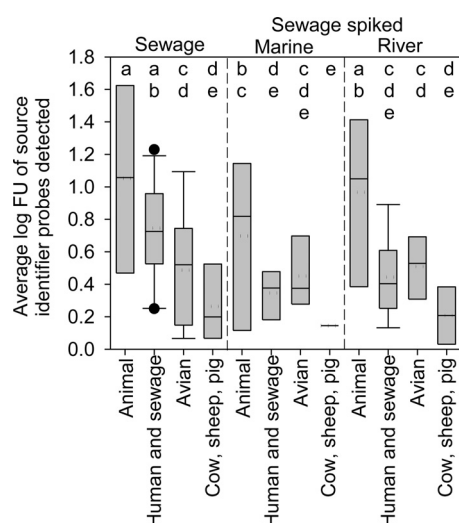 Sewage spiked
Sewage Marine River
a a c d b d c e a c c d
b d e c e d b d d e
e e
1.8
1.6
1.4
1.2
1.0
0.8
0.6
0.4
0.2
0.0
Average log FU of source
identifier probes detected
Animal
Human and sewage
Avian
Cow, sheep, pig
Animal
Human and sewage
Avian
Cow, sheep, pig
Animal
Human and sewage
Avian
Cow, sheep, pig